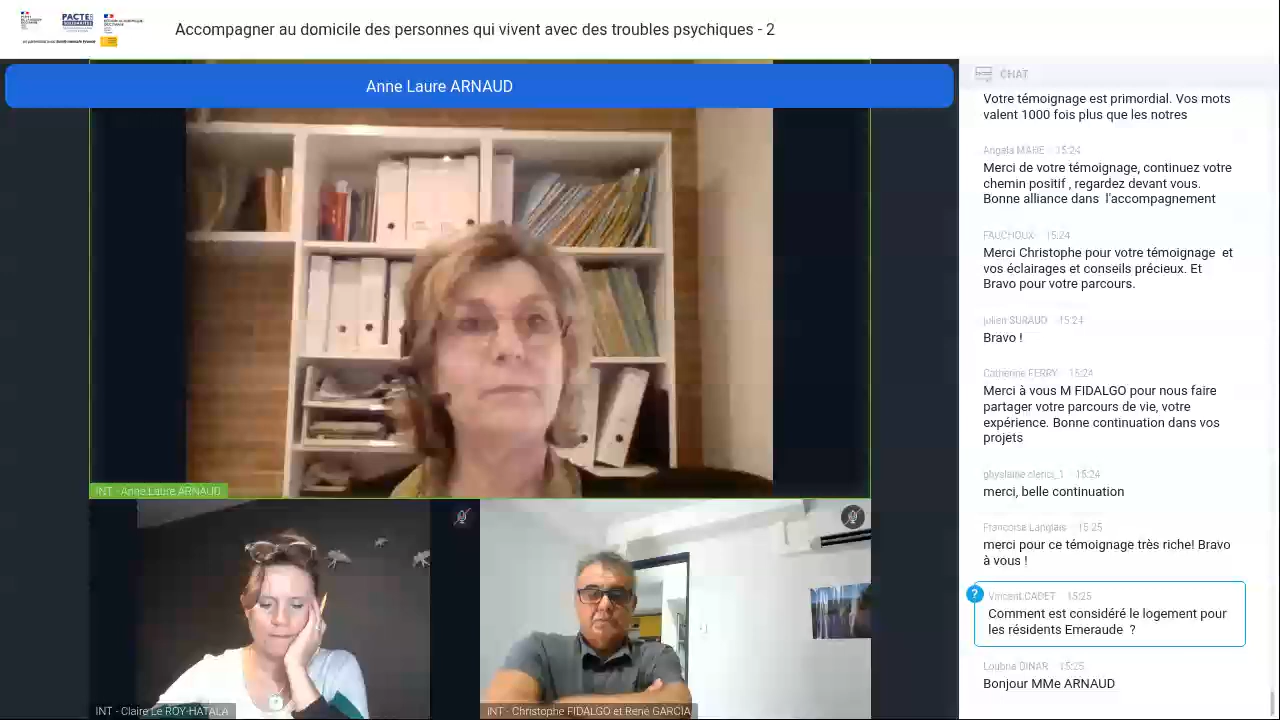 PACTE
SOLIDARITÉS
Accompagner au domicile des personnes qui vivent avec des troubles psychiques - 2
Anne Laure ARNAUD
INT - Anne Laure ARNAUD
INT - Claire Le ROY-HATALA
INT - Christophe FIDALGO et René GARCIA
CHAT
Votre témoignage est primordial. Vos mots
valent 1000 fois plus que les notres
Angela MARE 15:24
Merci de votre témoignage, continuez votre
chemin positif , regardez devant vous.
Bonne alliance dans l'accompagnement
FAUCHOUX 15:24
Merci Christophe pour votre témoignage et
vos éclairages et conseils précieux. Et
Bravo pour votre parcours.
julien SURAUD 15:24
Bravo !
Catherine FERRY 15:24
Merci à vous M FIDALGO pour nous faire
partager votre parcours de vie, votre
expérience. Bonne continuation dans vos
projets
ghyslaine clerici_1 15:24
merci, belle continuation
Francoise Langlais 15:25
merci pour ce témoignage très riche! Bravo
à vous !
?
Vincent CADET 15:25
Comment est considéré le logement pour
les résidents Emeraude ?
Loubna DINAR 15:25
Bonjour MMe ARNAUD